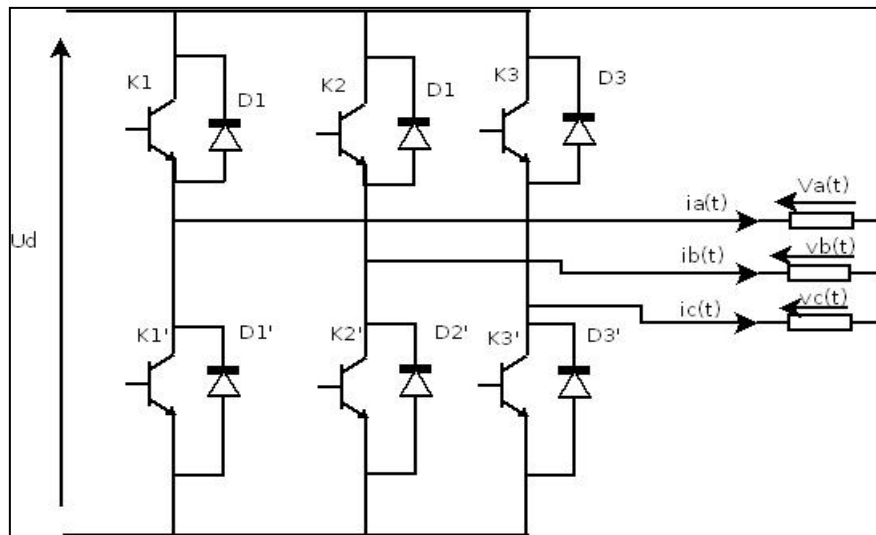 K1
D1
K2
D1
K3
D3
Va(t)
ia(t)
Ud
ib(t)
vb(t)
ic(t)
vc(t)
K1'
D1'
K2'
D2'
K3'
D3'